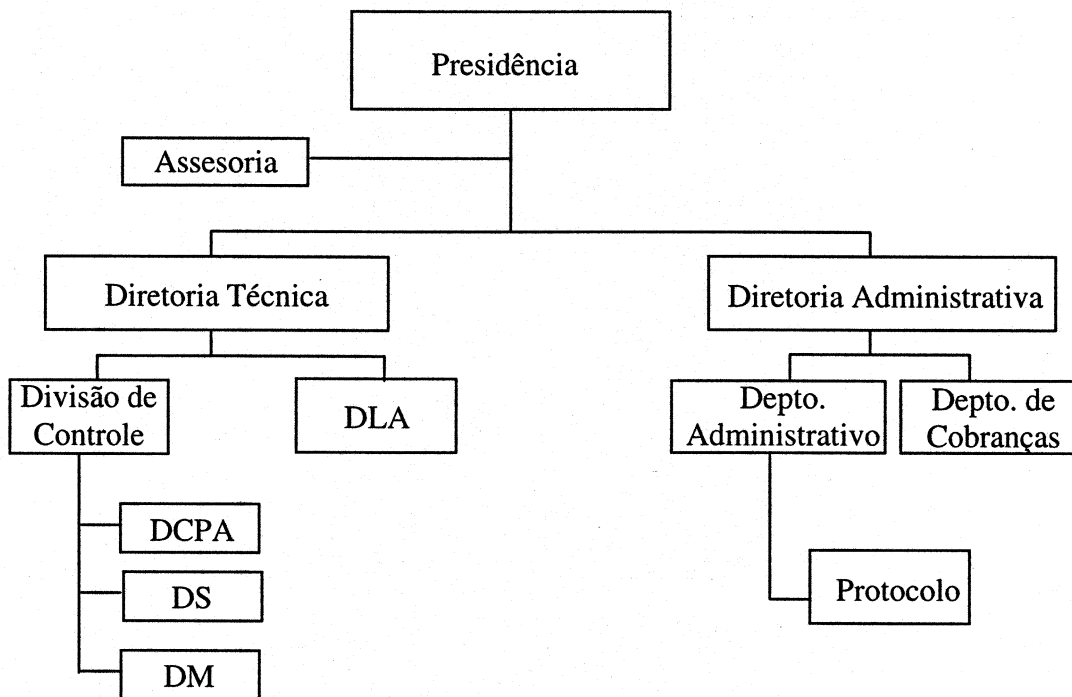 Presidência
Assesoria
Diretoria Técnica
Diretoria Administrativa
Divisão de
Controle
DLA
Depto.
Administrativo
Depto. de
Cobranças
DCPA
DS
DM
Protocolo